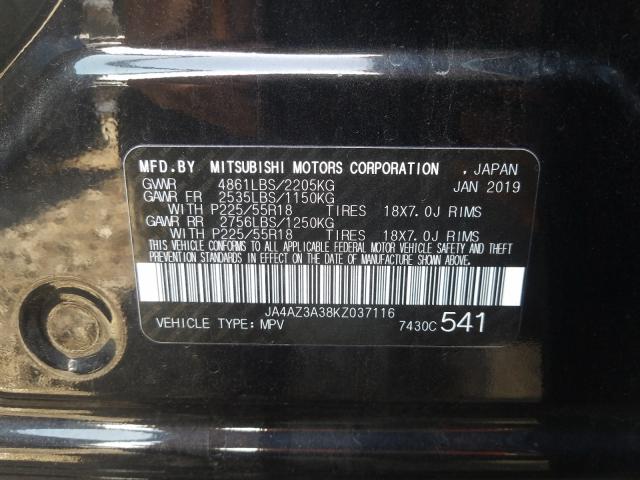 MFD.BY MITSUBISHI MOTORS CORPORATION , JAPAN
GVWR 4861LBS/2205KG JAN 2019
GAWR FR 2535LBS/1150KG
WITH P225/55R18 TIRES 18X7.0J RIMS
GAWR RR 2756LBS/1250KG
WITH P225/55R18 TIRES 18X7.0J RIMS
THIS VEHICLE CONFORMS TO ALL APPLICABLE FEDERAL MOTOR VEHICLE SAFETY AND THEFT
PREVENTION STANDARDS IN EFFECT ON THE DATE OF MANUFACTURE SHOWN ABOVE.
JA4AZ3A38KZ037116
VEHICLE TYPE: MPV 7430C 541